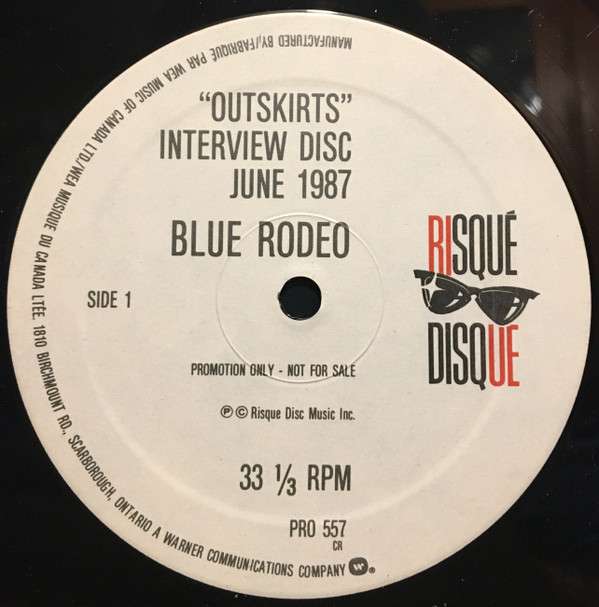 "OUTSKIRTS"
INTERVIEW DISC
JUNE 1987
BLUE RODEO
RISQUÉ
DISQUE
SIDE 1
PROMOTION ONLY - NOT FOR SALE
Ⓟ © Risque Disc Music Inc.
33 ⅓ RPM
PRO 557
CR
MANUFACTURED BY/FABRIQUÉ PAR WEA MUSIC OF CANADA LTD./WEA MUSIQUE DU CANADA LTÉE. 1810 BIRCHMOUNT RD., SCARBOROUGH, ONTARIO A WARNER COMMUNICATIONS COMPANY W ®.